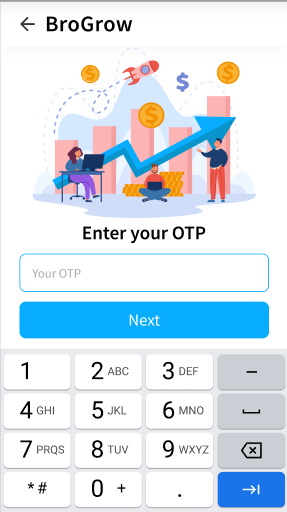 BroGrow
Enter your OTP
Your OTP
Next
1 2 ABC 3 DEF –
4 GHI 5 JKL 6 MNO
7 PRQS 8 TUV 9 WXYZ
*# 0 + .